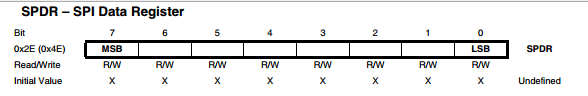 SPDR – SPI Data Register
Bit 7 6 5 4 3 2 1 0
0x2E (0x4E) MSB LSB SPDR
Read/Write R/W R/W R/W R/W R/W R/W R/W R/W
Initial Value X X X X X X X X Undefined